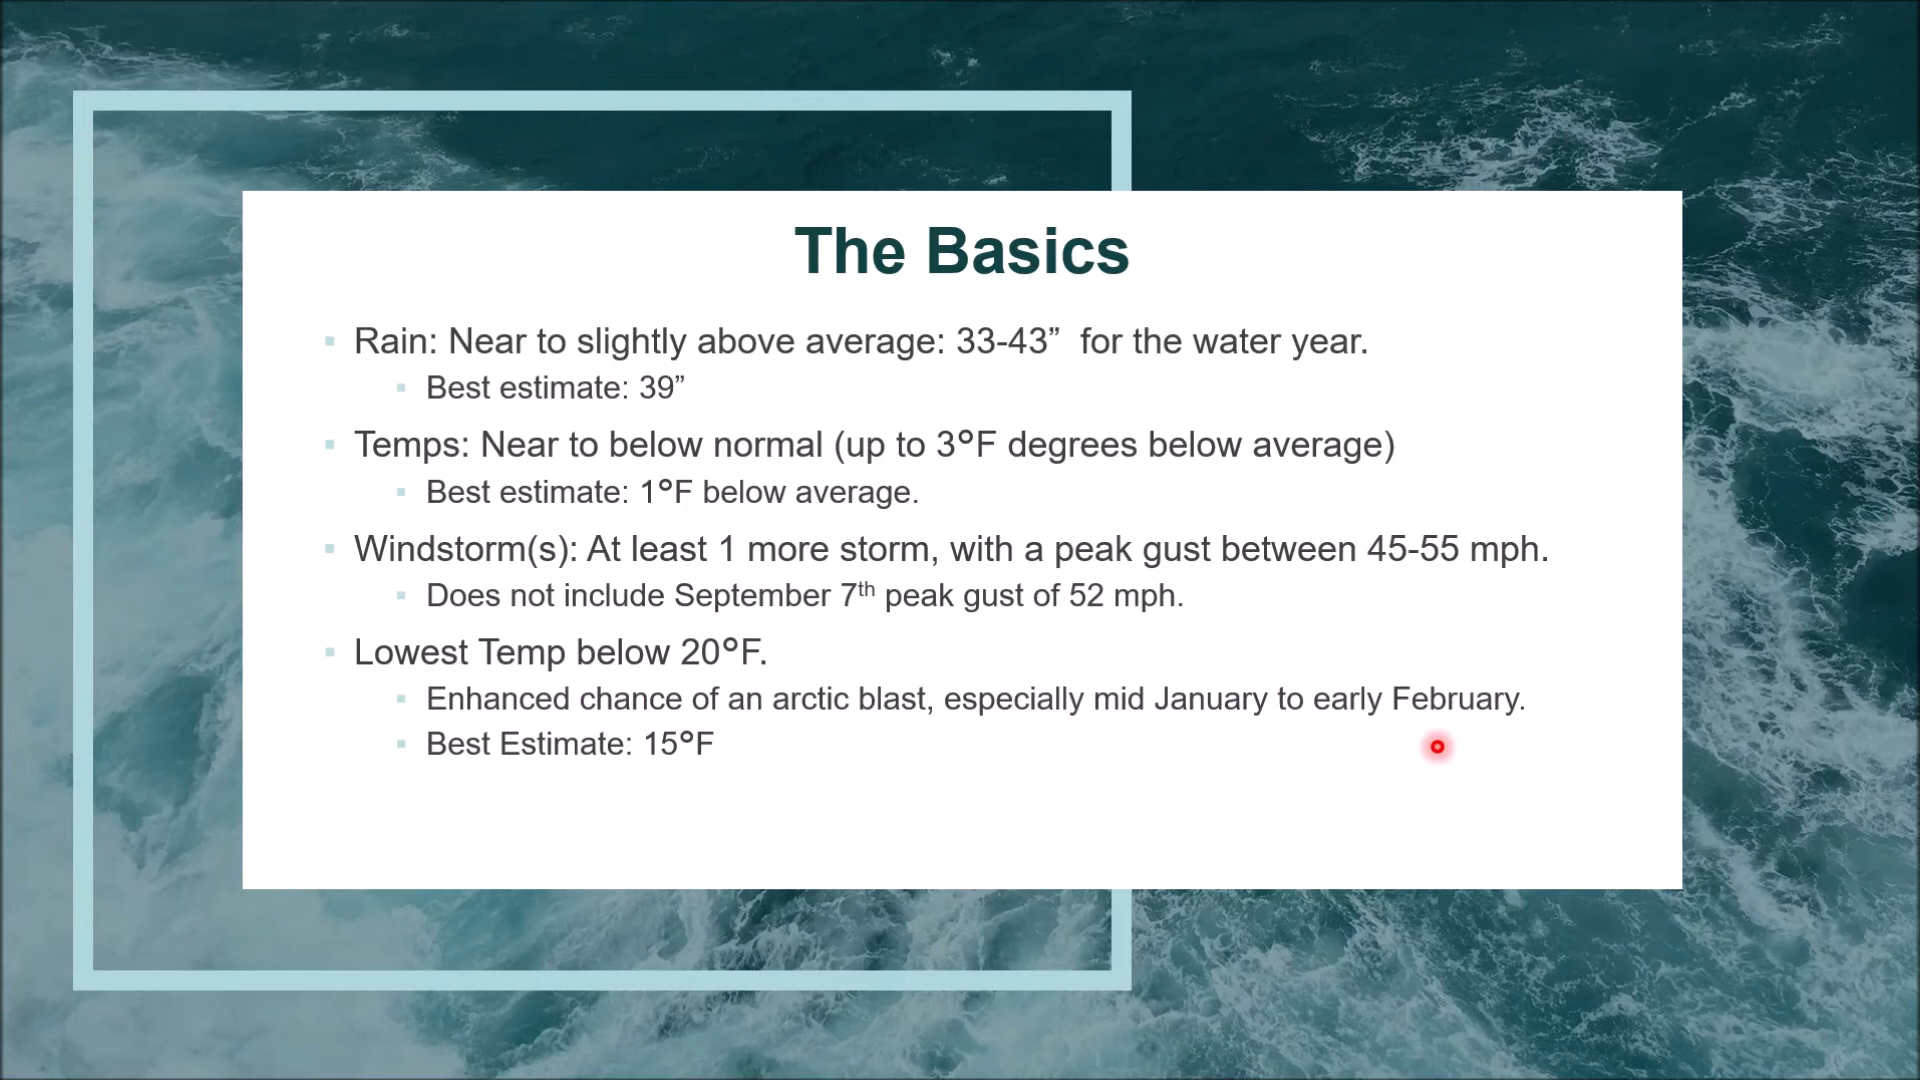 The Basics
Rain: Near to slightly above average: 33-43”  for the water year.
Best estimate: 39”
Temps: Near to below normal (up to 3°F degrees below average)
Best estimate: 1°F below average.
Windstorm(s): At least 1 more storm, with a peak gust between 45-55 mph.
Does not include September 7th peak gust of 52 mph.
Lowest Temp below 20°F.
Enhanced chance of an arctic blast, especially mid January to early February.
Best Estimate: 15°F